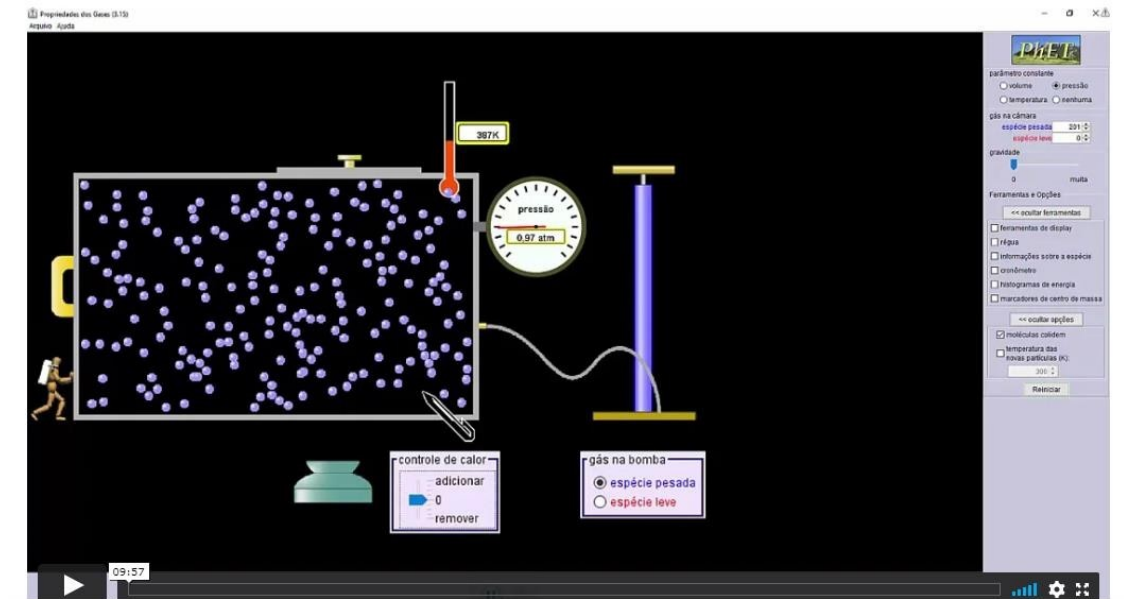 Propriedades dos Gases (3.15)
Arquivo Ajuda
PhET
parâmetro constante
volume pressão
temperatura nenhuma
gás na câmara
espécie pesada 201
espécie leve 0
gravidade
0 muita
Ferramentas e Opções
<< ocultar ferramentas
ferramentas de display
régua
informações sobre a espécie
cronômetro
histogramas de energia
marcadores de centro de massa
<< ocultar opções
moléculas colidem
temperatura das
novas partículas (K):
300
Reiniciar
387K
pressão
0,97 atm
controle de calor
adicionar
0
remover
gás na bomba
espécie pesada
espécie leve
09:57